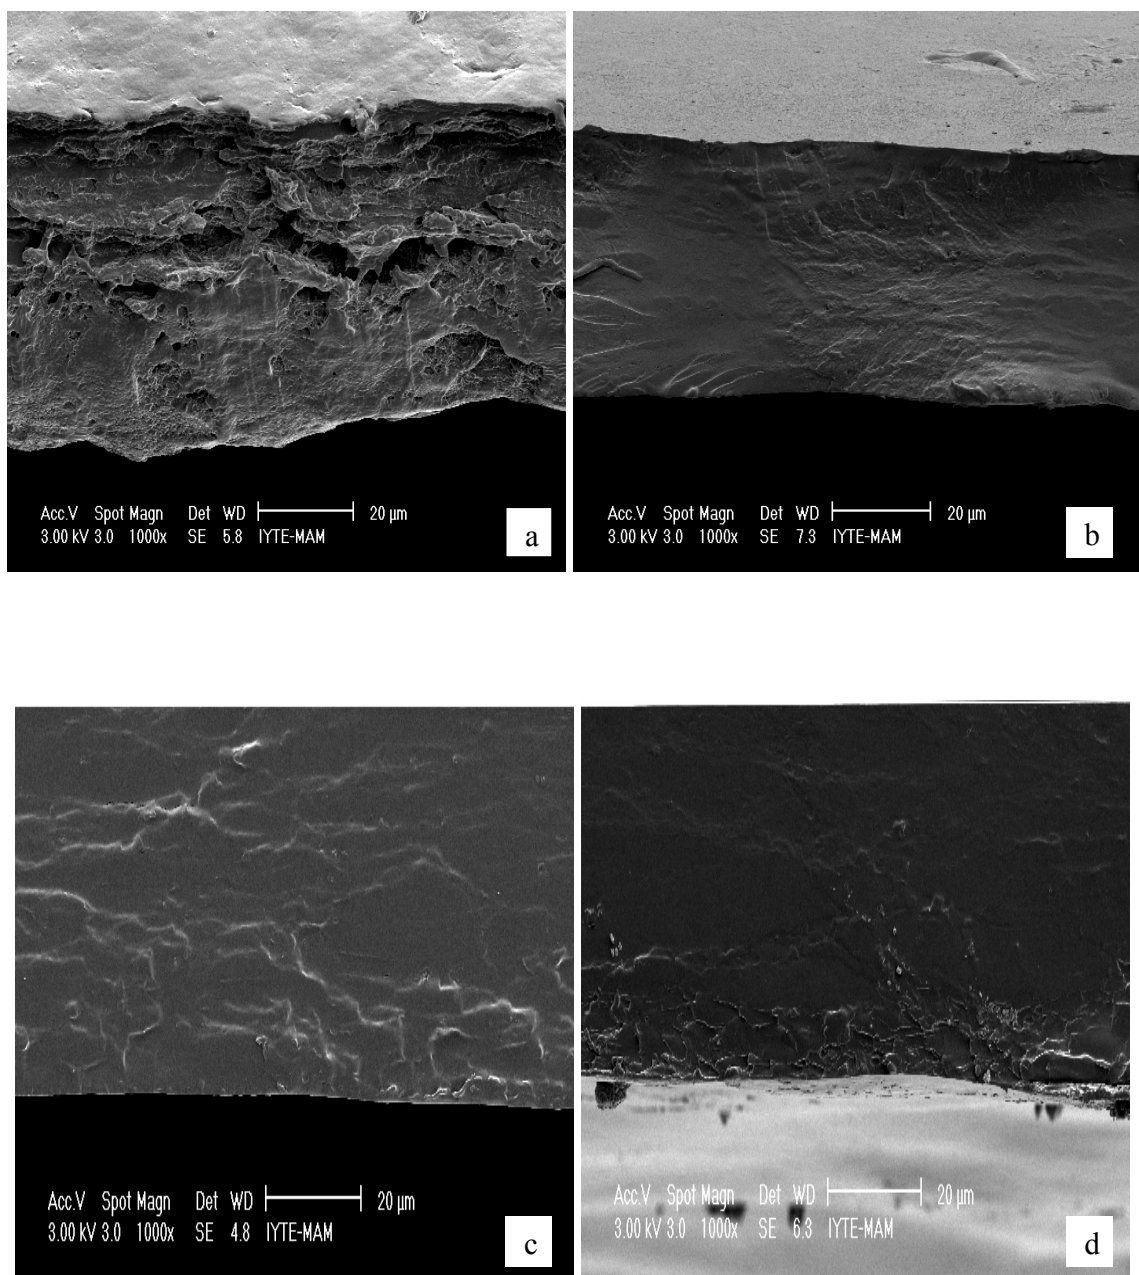 Acc.V Spot Magn Det WD 20 µm
3.00 kV 3.0 1000x SE 5.8 IYTE-MAM
a
Acc.V Spot Magn Det WD 20 µm
3.00 kV 3.0 1000x SE 7.3 IYTE-MAM
b
Acc.V Spot Magn Det WD 20 µm
3.00 kV 3.0 1000x SE 4.8 IYTE-MAM
c
Acc.V Spot Magn Det WD 20 µm
3.00 kV 3.0 1000x SE 6.3 IYTE-MAM
d